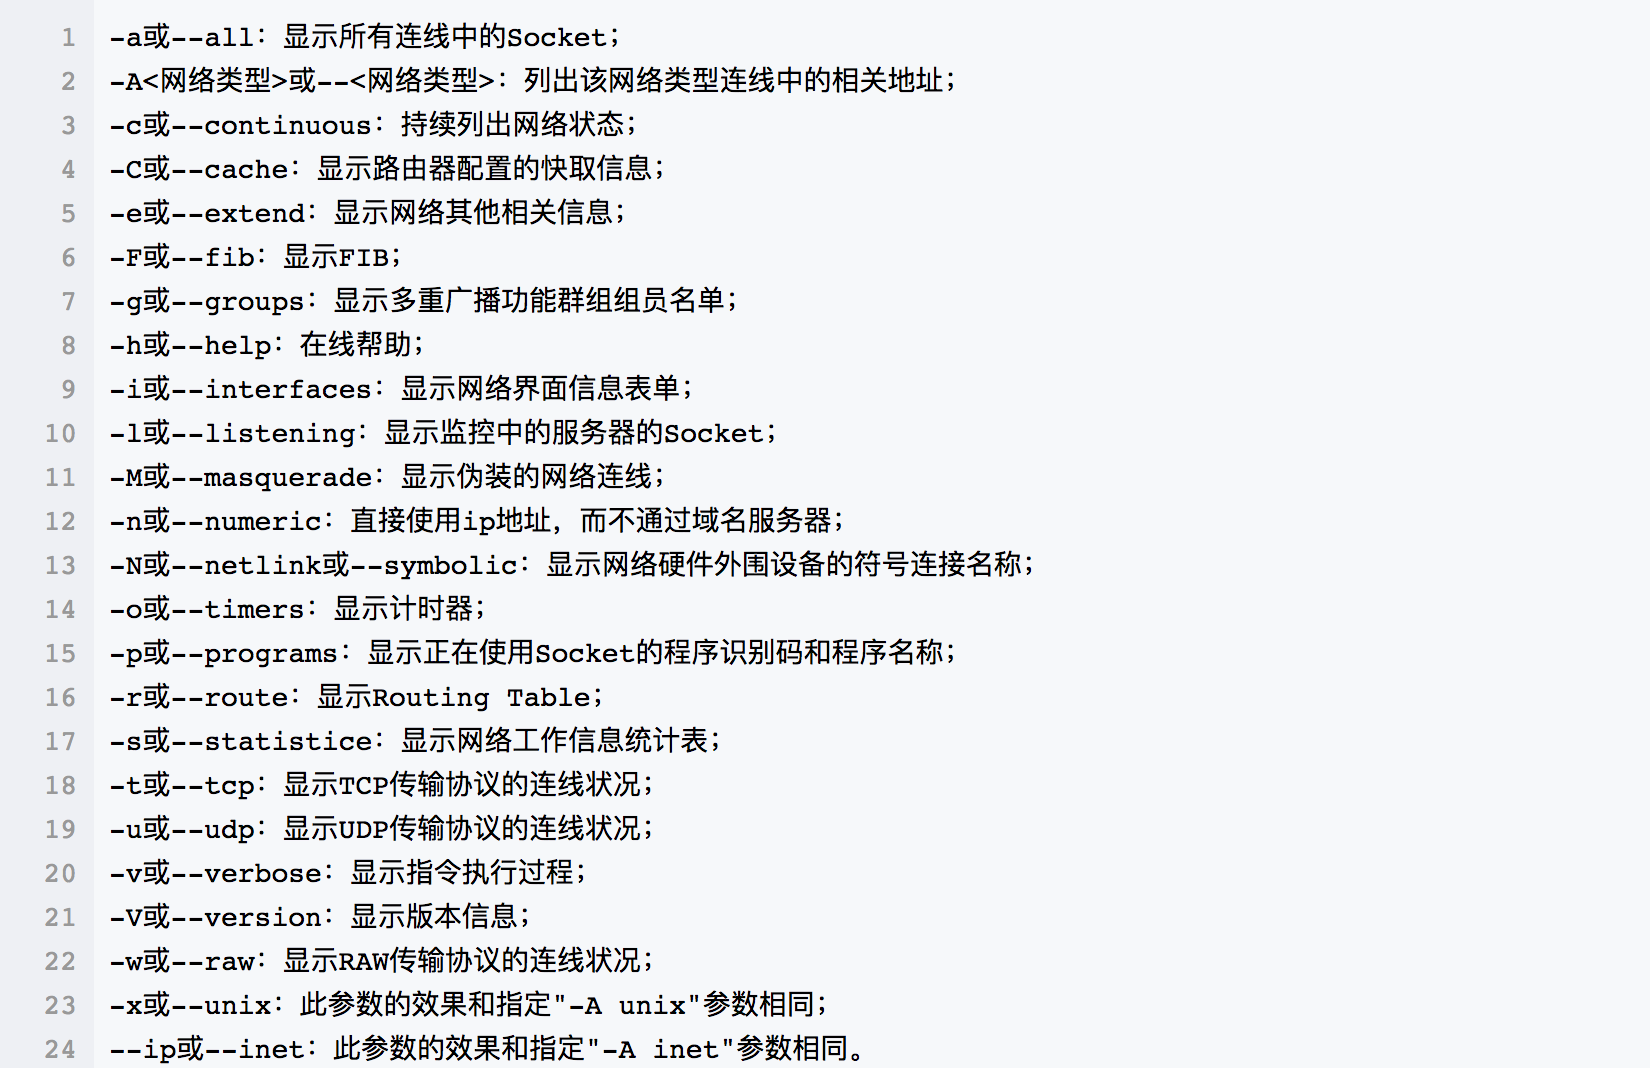 1 -a或--all：显示所有连线中的Socket；
2 -A<网络类型>或--<网络类型>：列出该网络类型连线中的相关地址；
3 -c或--continuous：持续列出网络状态；
4 -C或--cache：显示路由器配置的快取信息；
5 -e或--extend：显示网络其他相关信息；
6 -F或--fib：显示FIB；
7 -g或--groups：显示多重广播功能群组组员名单；
8 -h或--help：在线帮助；
9 -i或--interfaces：显示网络界面信息表单；
10 -l或--listening：显示监控中的服务器的Socket；
11 -M或--masquerade：显示伪装的网络连线；
12 -n或--numeric：直接使用ip地址，而不通过域名服务器；
13 -N或--netlink或--symbolic：显示网络硬件外围设备的符号连接名称；
14 -o或--timers：显示计时器；
15 -p或--programs：显示正在使用Socket的程序识别码和程序名称；
16 -r或--route：显示Routing Table；
17 -s或--statistice：显示网络工作信息统计表；
18 -t或--tcp：显示TCP传输协议的连线状况；
19 -u或--udp：显示UDP传输协议的连线状况；
20 -v或--verbose：显示指令执行过程；
21 -V或--version：显示版本信息；
22 -w或--raw：显示RAW传输协议的连线状况；
23 -x或--unix：此参数的效果和指定"-A unix"参数相同；
24 --ip或--inet：此参数的效果和指定"-A inet"参数相同。